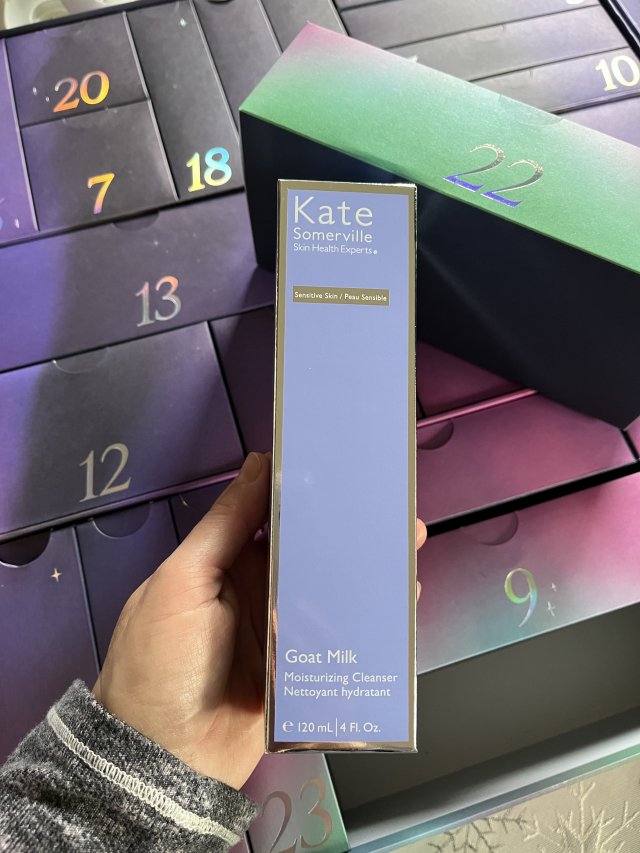 20
10
7
18
22
13
12
9
23
Kate
Somerville
Skin Health Experts.
Sensitive Skin / Peau Sensible
Goat Milk
Moisturizing Cleanser
Nettoyant hydratant
℮ 120 mL | 4 Fl. Oz.